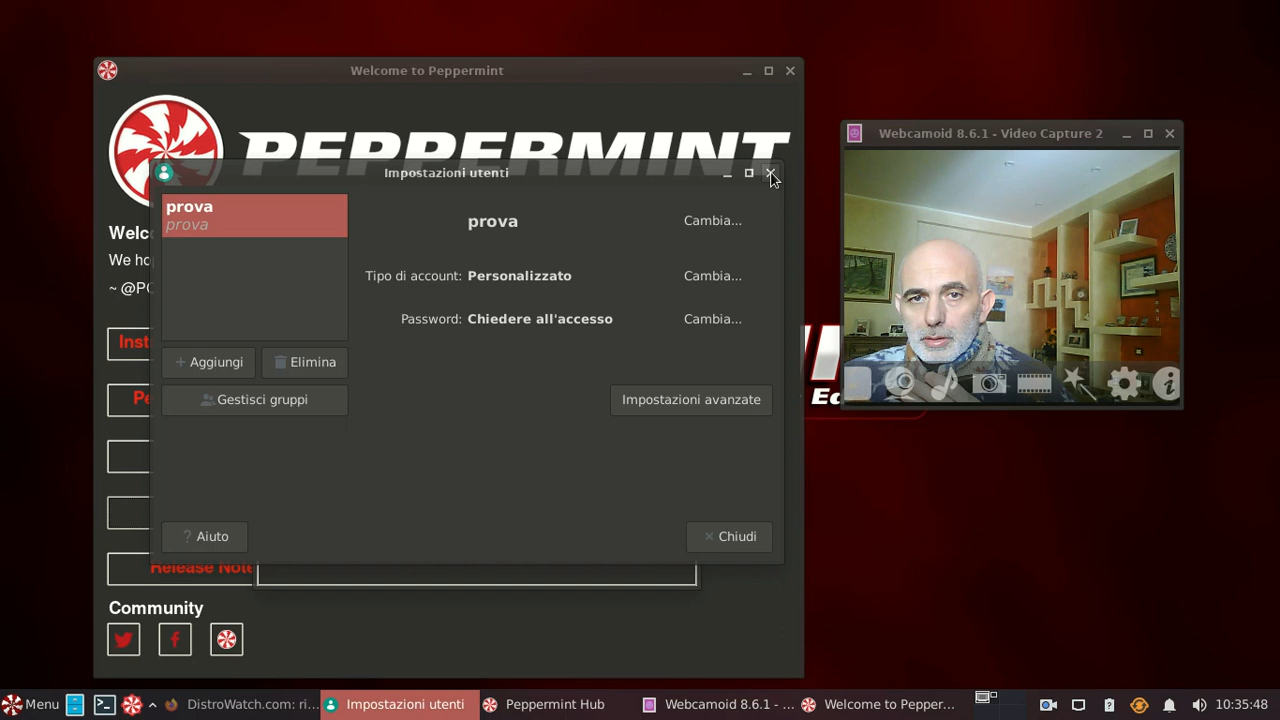 Welcome to Peppermint
PEPPERMINT
Webcamoid 8.6.1 - Video Capture 2
Impostazioni utenti
prova
prova
prova
Cambia...
Tipo di account: Personalizzato
Cambia...
Password: Chiedere all'accesso
Cambia...
We
~ @P
Inst
Pe
+ Aggiungi
Elimina
Gestisci gruppi
Impostazioni avanzate
Ed
? Aiuto
Chiudi
Release Note
Community
Menu
DistroWatch.com: ri...
Impostazioni utenti
Peppermint Hub
Webcamoid 8.6.1 - ...
Welcome to Pepper...
10:35:48